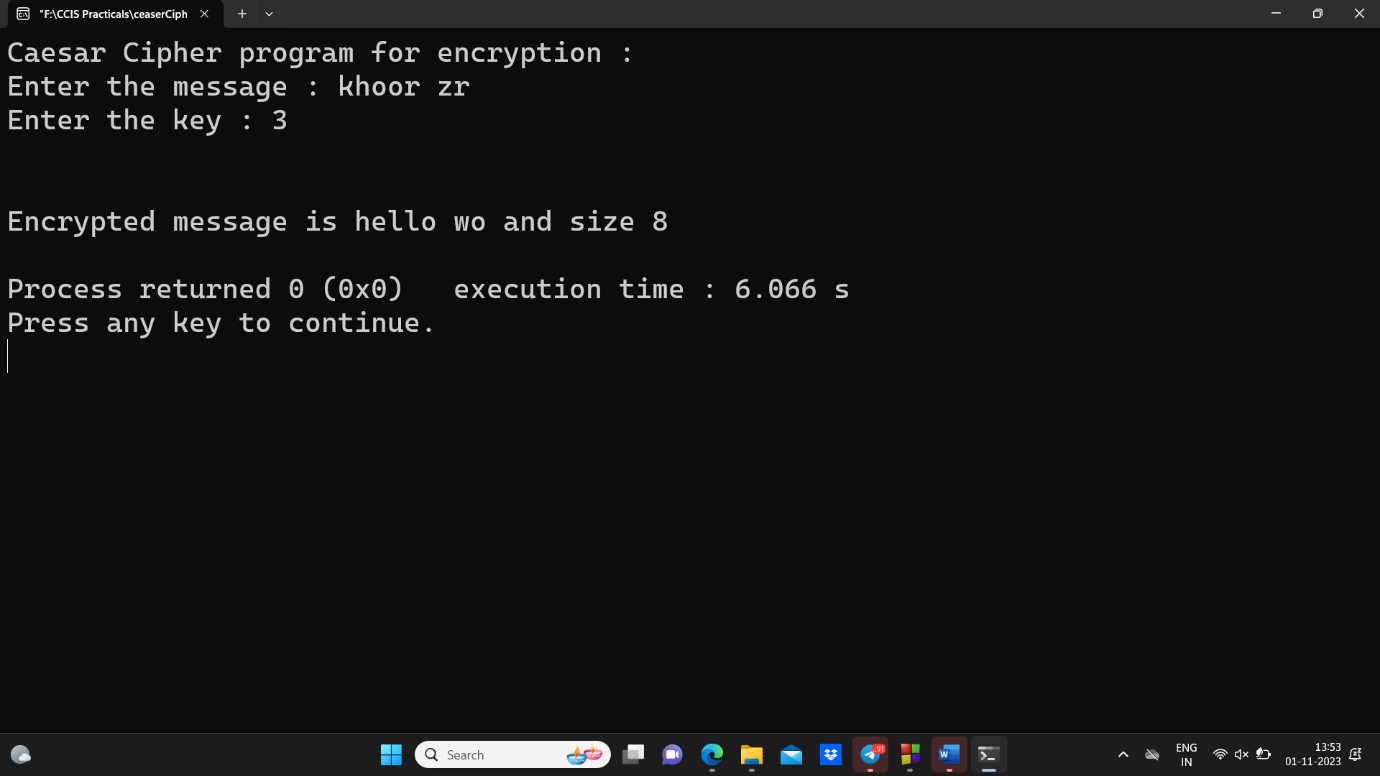 "F:\CCIS Practicals\ceaserCiph
Caesar Cipher program for encryption :
Enter the message : khoor zr
Enter the key : 3
Encrypted message is hello wo and size 8
Process returned 0 (0x0)   execution time : 6.066 s
Press any key to continue.
Search
91
ENG
IN
13:53
01-11-2023